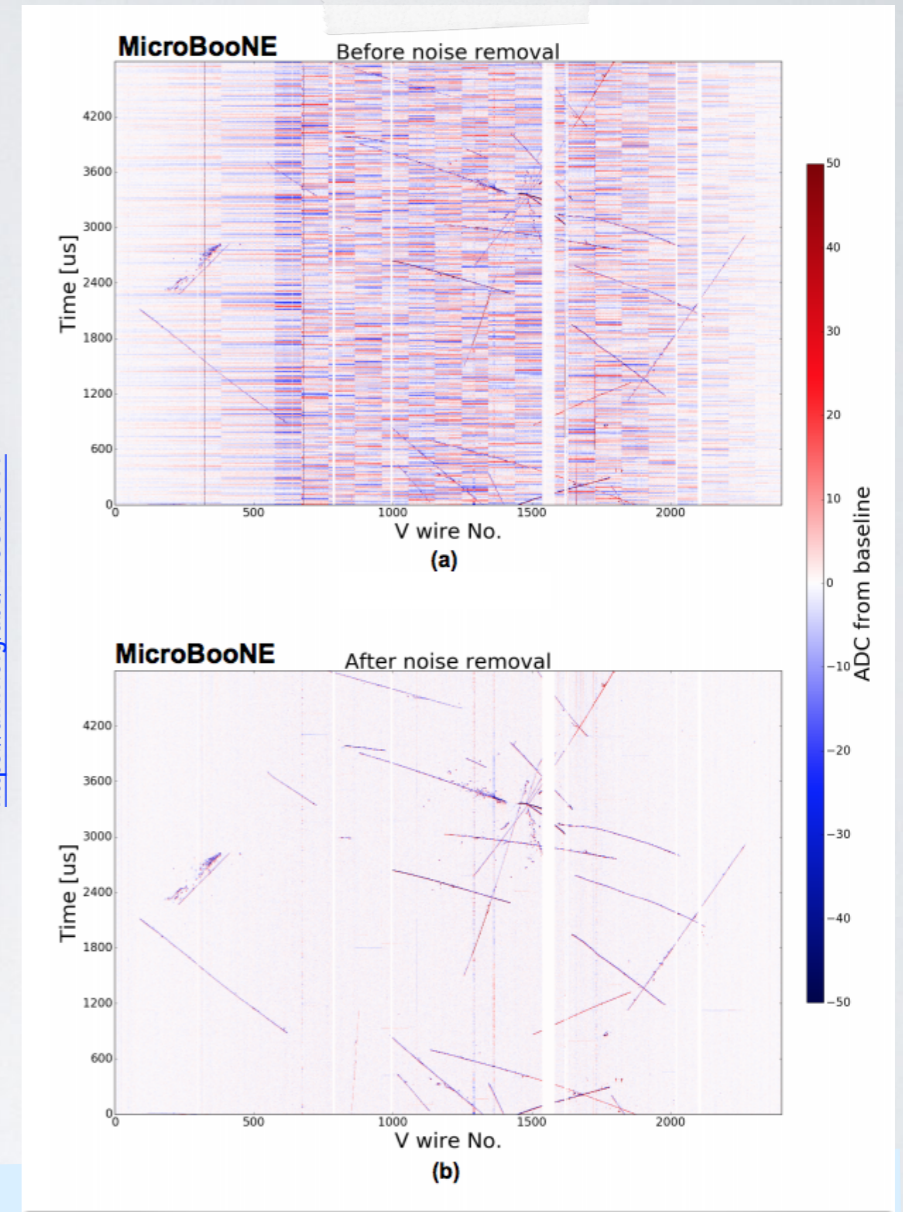 MicroBooNE
Before noise removal
4200
3600
3000
2400
1800
1200
600
0
Time [us]
0 500 1000 1500 2000
V wire No.
(a)
MicroBooNE
After noise removal
4200
3600
3000
2400
1800
1200
600
0
Time [us]
0 500 1000 1500 2000
V wire No.
(b)
50
40
30
20
10
0
−10
−20
−30
−40
−50
ADC from baseline